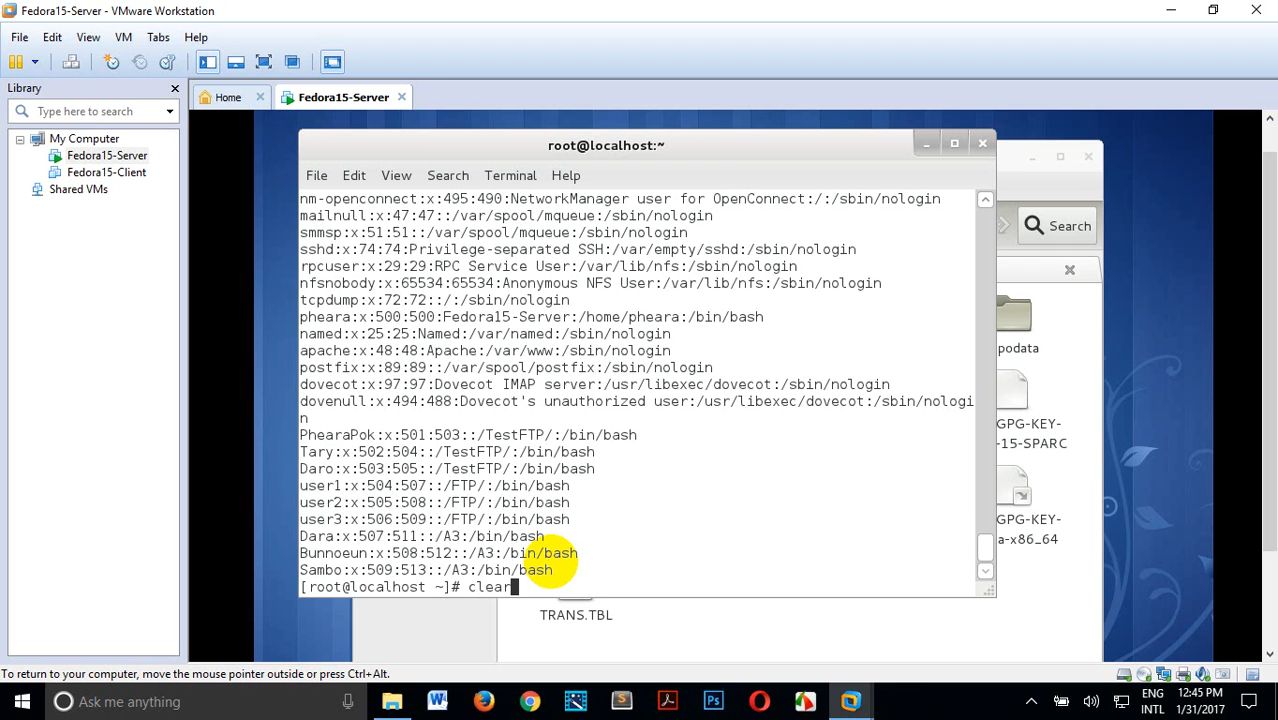 Fedora15-Server - VMware Workstation
File Edit View VM Tabs Help
Library
Home
Fedora15-Server
Type here to search
My Computer
Fedora15-Server
Fedora15-Client
Shared VMs
root@localhost:~
File Edit View Search Terminal Help
nm-openconnect:x:495:490:NetworkManager user for OpenConnect:/:/sbin/nologin
mailnull:x:47:47::/var/spool/mqueue:/sbin/nologin
smmsp:x:51:51::/var/spool/mqueue:/sbin/nologin
sshd:x:74:74:Privilege-separated SSH:/var/empty/sshd:/sbin/nologin
rpcuser:x:29:29:RPC Service User:/var/lib/nfs:/sbin/nologin
nfsnobody:x:65534:65534:Anonymous NFS User:/var/lib/nfs:/sbin/nologin
tcpdump:x:72:72::/:/sbin/nologin
pheara:x:500:500:Fedora15-Server:/home/pheara:/bin/bash
named:x:25:25:Named:/var/named:/sbin/nologin
apache:x:48:48:Apache:/var/www:/sbin/nologin
postfix:x:89:89::/var/spool/postfix:/sbin/nologin
dovecot:x:97:97:Dovecot IMAP server:/usr/libexec/dovecot:/sbin/nologin
dovenull:x:494:488:Dovecot's unauthorized user:/usr/libexec/dovecot:/sbin/nologi
n
PhearaPok:x:501:503::/TestFTP/:/bin/bash
Tary:x:502:504::/TestFTP/:/bin/bash
Daro:x:503:505::/TestFTP/:/bin/bash
user1:x:504:507::/FTP/:/bin/bash
user2:x:505:508::/FTP/:/bin/bash
user3:x:506:509::/FTP/:/bin/bash
Dara:x:507:511::/A3:/bin/bash
Bunnoeun:x:508:512::/A3:/bin/bash
Sambo:x:509:513::/A3:/bin/bash
[root@localhost ~]# clear
Search
podata
GPG-KEY-
-15-SPARC
GPG-KEY-
a-x86_64
TRANS.TBL
To return to your computer, move the mouse pointer outside or press Ctrl+Alt.
Ask me anything
ENG
INTL
12:45 PM
1/31/2017